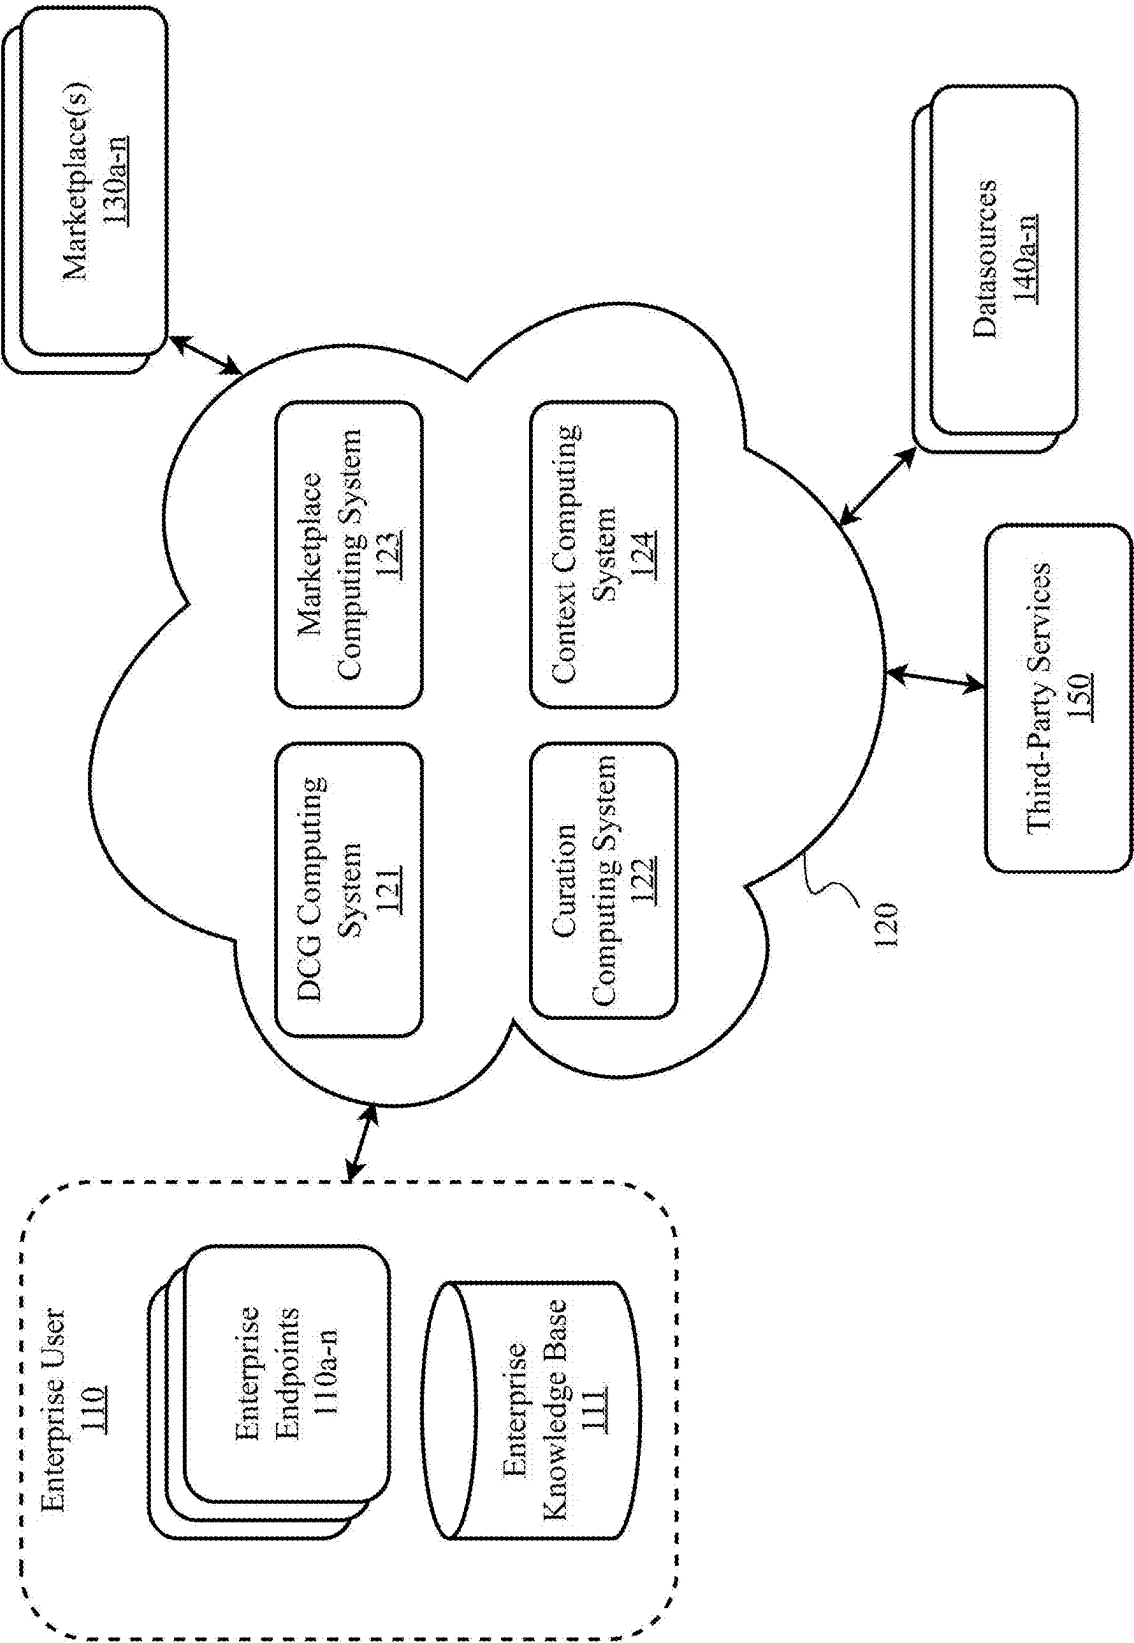 Enterprise User
110
Enterprise
Endpoints
110a-n
Enterprise
Knowledge Base
111
DCG Computing
System
121
Marketplace
Computing System
123
Curation
Computing System
122
Context Computing
System
124
120
Marketplace(s)
130a-n
Datasources
140a-n
Third-Party Services
150